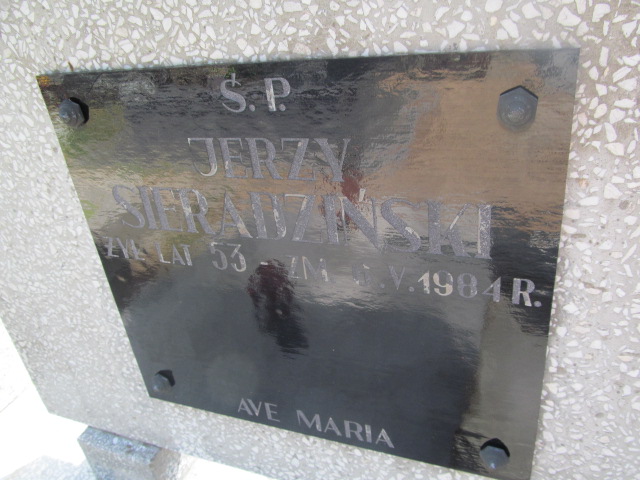 Ś. P.
JERZY
SIERADZIŃSKI
ŻYŁ LAT 53 - ZM. .V.1984 R.
AVE MARIA